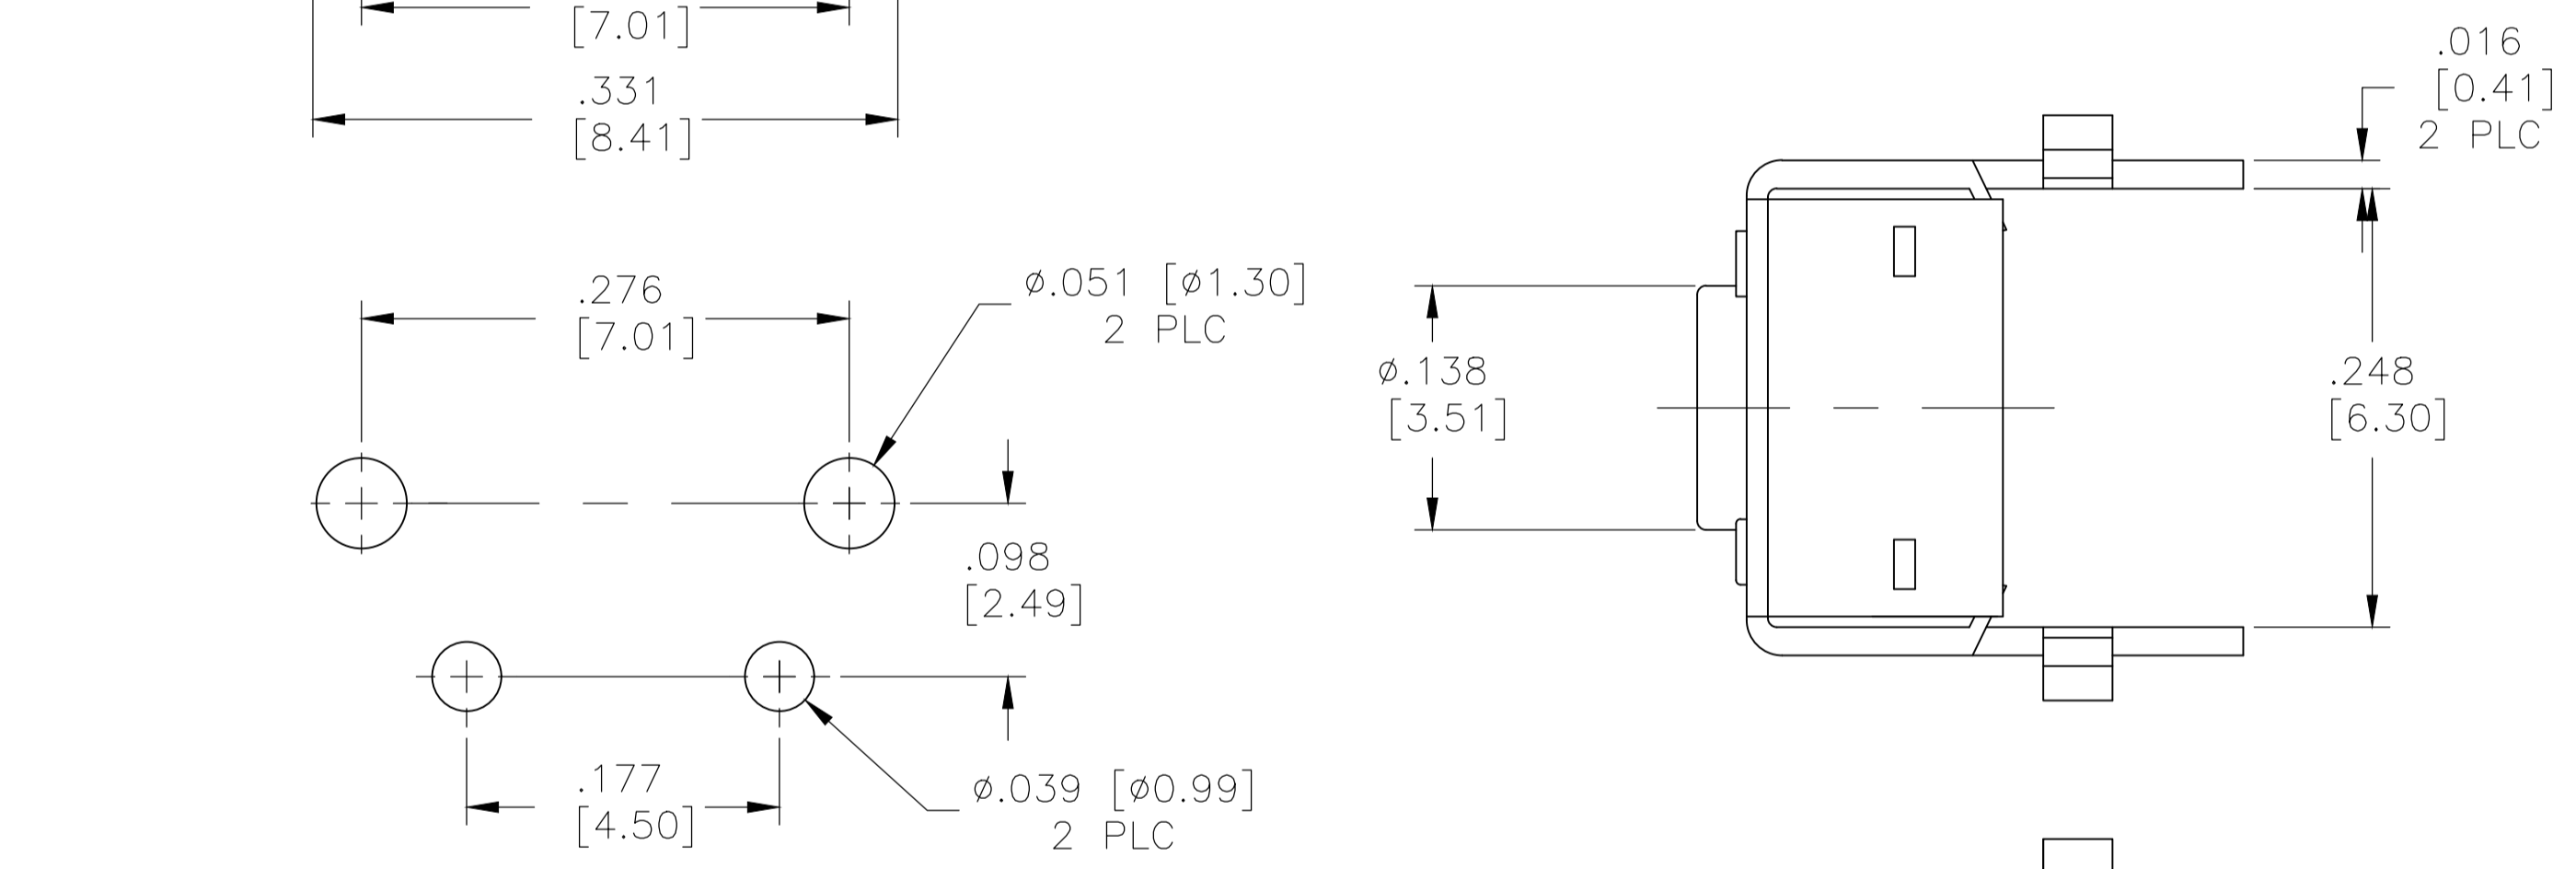 [7.01]
.331
[8.41]
.276
[7.01]
ø.051 [ø1.30]
2 PLC
.098
[2.49]
.177
[4.50]
ø.039 [ø0.99]
2 PLC
ø.138
[3.51]
.016
[0.41]
2 PLC
.248
[6.30]